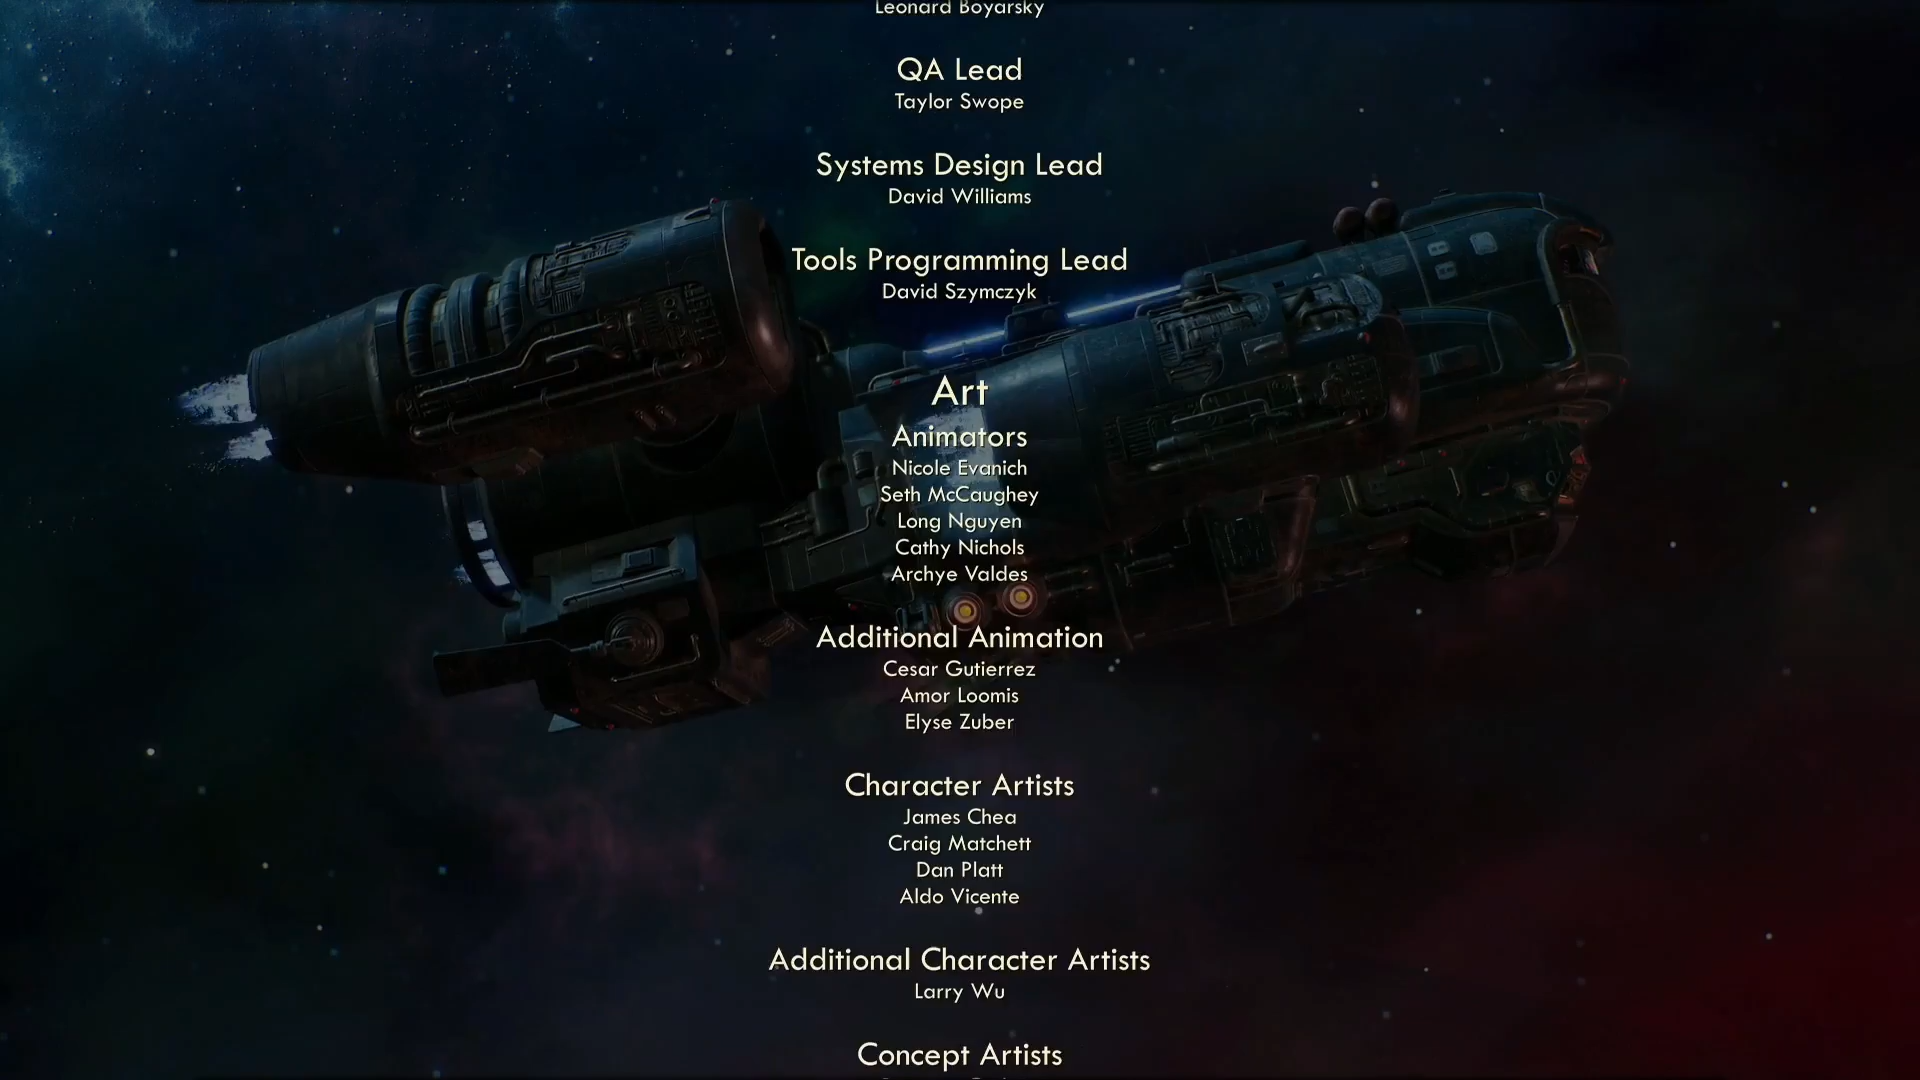 Leonard Boyarsky
QA Lead
Taylor Swope
Systems Design Lead
David Williams
Tools Programming Lead
David Szymczyk
Art
Animators
Nicole Evanich
Seth McCaughey
Long Nguyen
Cathy Nichols
Archye Valdes
Additional Animation
Cesar Gutierrez
Amor Loomis
Elyse Zuber
Character Artists
James Chea
Craig Matchett
Dan Platt
Aldo Vicente
Additional Character Artists
Larry Wu
Concept Artists